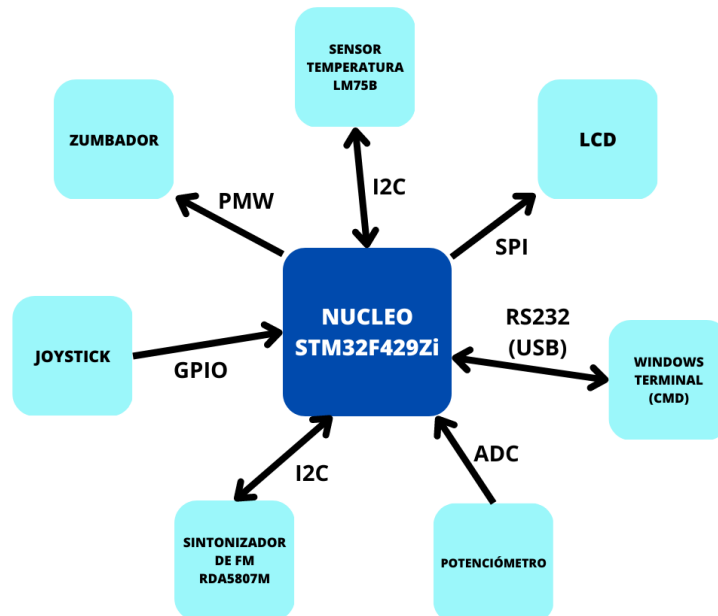 SENSOR
TEMPERATURA
LM75B
ZUMBADOR
LCD
PMW
I2C
SPI
NUCLEO
STM32F429Zi
RS232
(USB)
JOYSTICK
GPIO
WINDOWS
TERMINAL
(CMD)
I2C
ADC
SINTONIZADOR
DE FM
RDA5807M
POTENCIÓMETRO